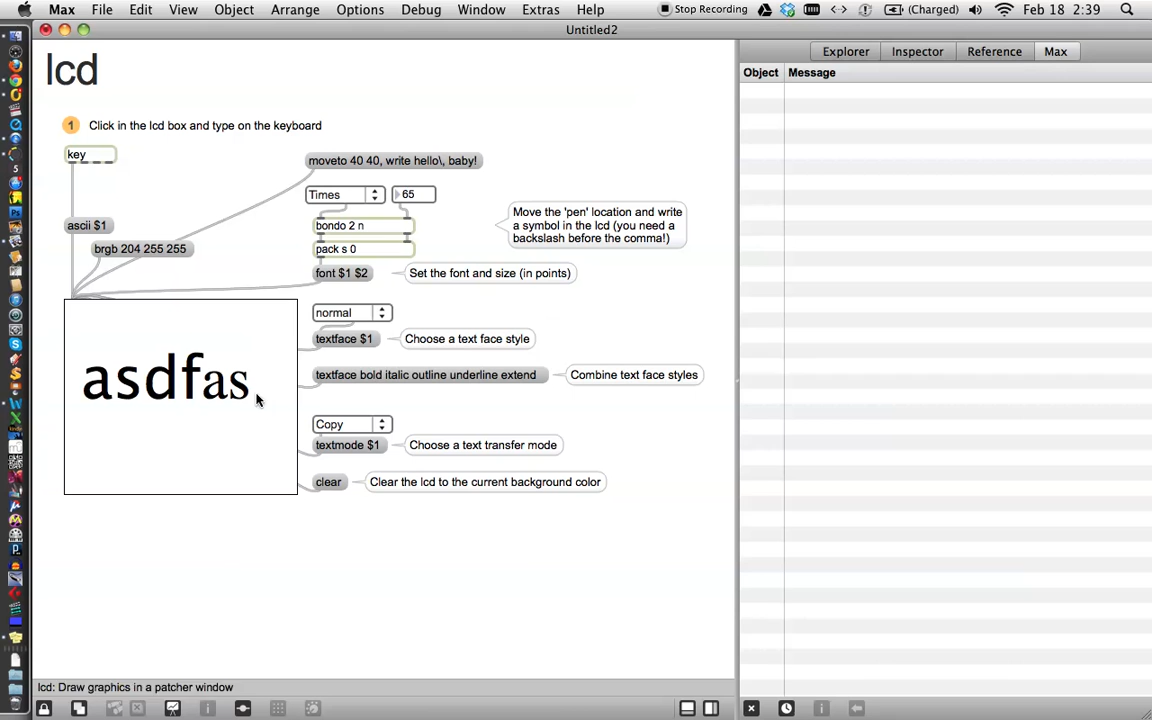 Max File Edit View Object Arrange Options Debug Window Extras Help Stop Recording (Charged) Feb 18 2:39
Untitled2
lcd
Explorer Inspector Reference Max
Object Message
1 Click in the lcd box and type on the keyboard
key
moveto 40 40, write hello\, baby!
Times 65
ascii $1
bondo 2 n
Move the 'pen' location and write
a symbol in the lcd (you need a
backslash before the comma!)
brgb 204 255 255
pack s 0
font $1 $2 Set the font and size (in points)
normal
textface $1 Choose a text face style
asdfas
textface bold italic outline underline extend Combine text face styles
Copy
textmode $1 Choose a text transfer mode
clear Clear the lcd to the current background color
lcd: Draw graphics in a patcher window